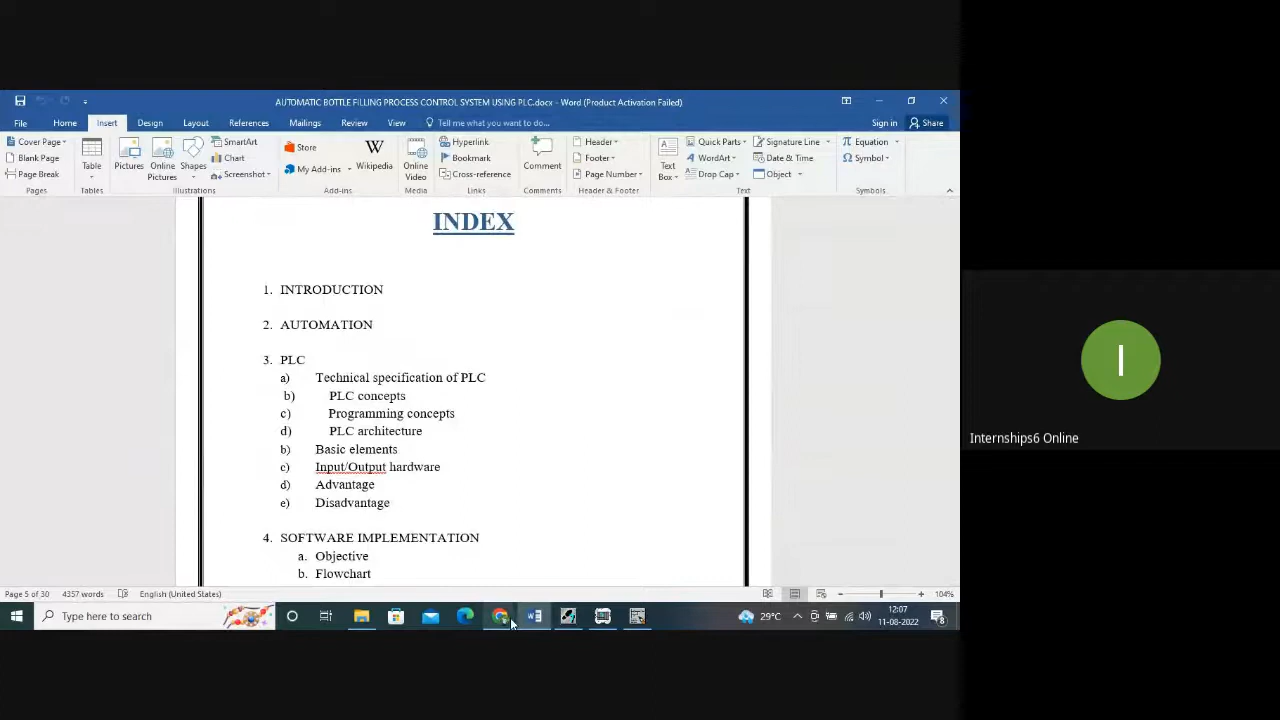 AUTOMATIC BOTTLE FILLING PROCESS CONTROL SYSTEM USING PLC.docx - Word (Product Activation Failed)
File Home Insert Design Layout References Mailings Review View Tell me what you want to do... Sign in Share
Cover Page
Blank Page
Page Break
Pages
Table
Tables
Pictures
Online Pictures
Shapes
SmartArt
Chart
Screenshot
Illustrations
Store
My Add-ins
Wikipedia
Add-ins
Online Video
Media
Hyperlink
Bookmark
Cross-reference
Links
Comment
Comments
Header
Footer
Page Number
Header & Footer
Text Box
Quick Parts
WordArt
Drop Cap
Signature Line
Date & Time
Object
Text
Equation
Symbol
Symbols
INDEX
1. INTRODUCTION
2. AUTOMATION
3. PLC
a) Technical specification of PLC
b) PLC concepts
c) Programming concepts
d) PLC architecture
b) Basic elements
c) Input/Output hardware
d) Advantage
e) Disadvantage
4. SOFTWARE IMPLEMENTATION
a. Objective
b. Flowchart
Page 5 of 30 4357 words English (United States) 104%
Type here to search
29°C
12:07
11-08-2022
8
I
Internships6 Online